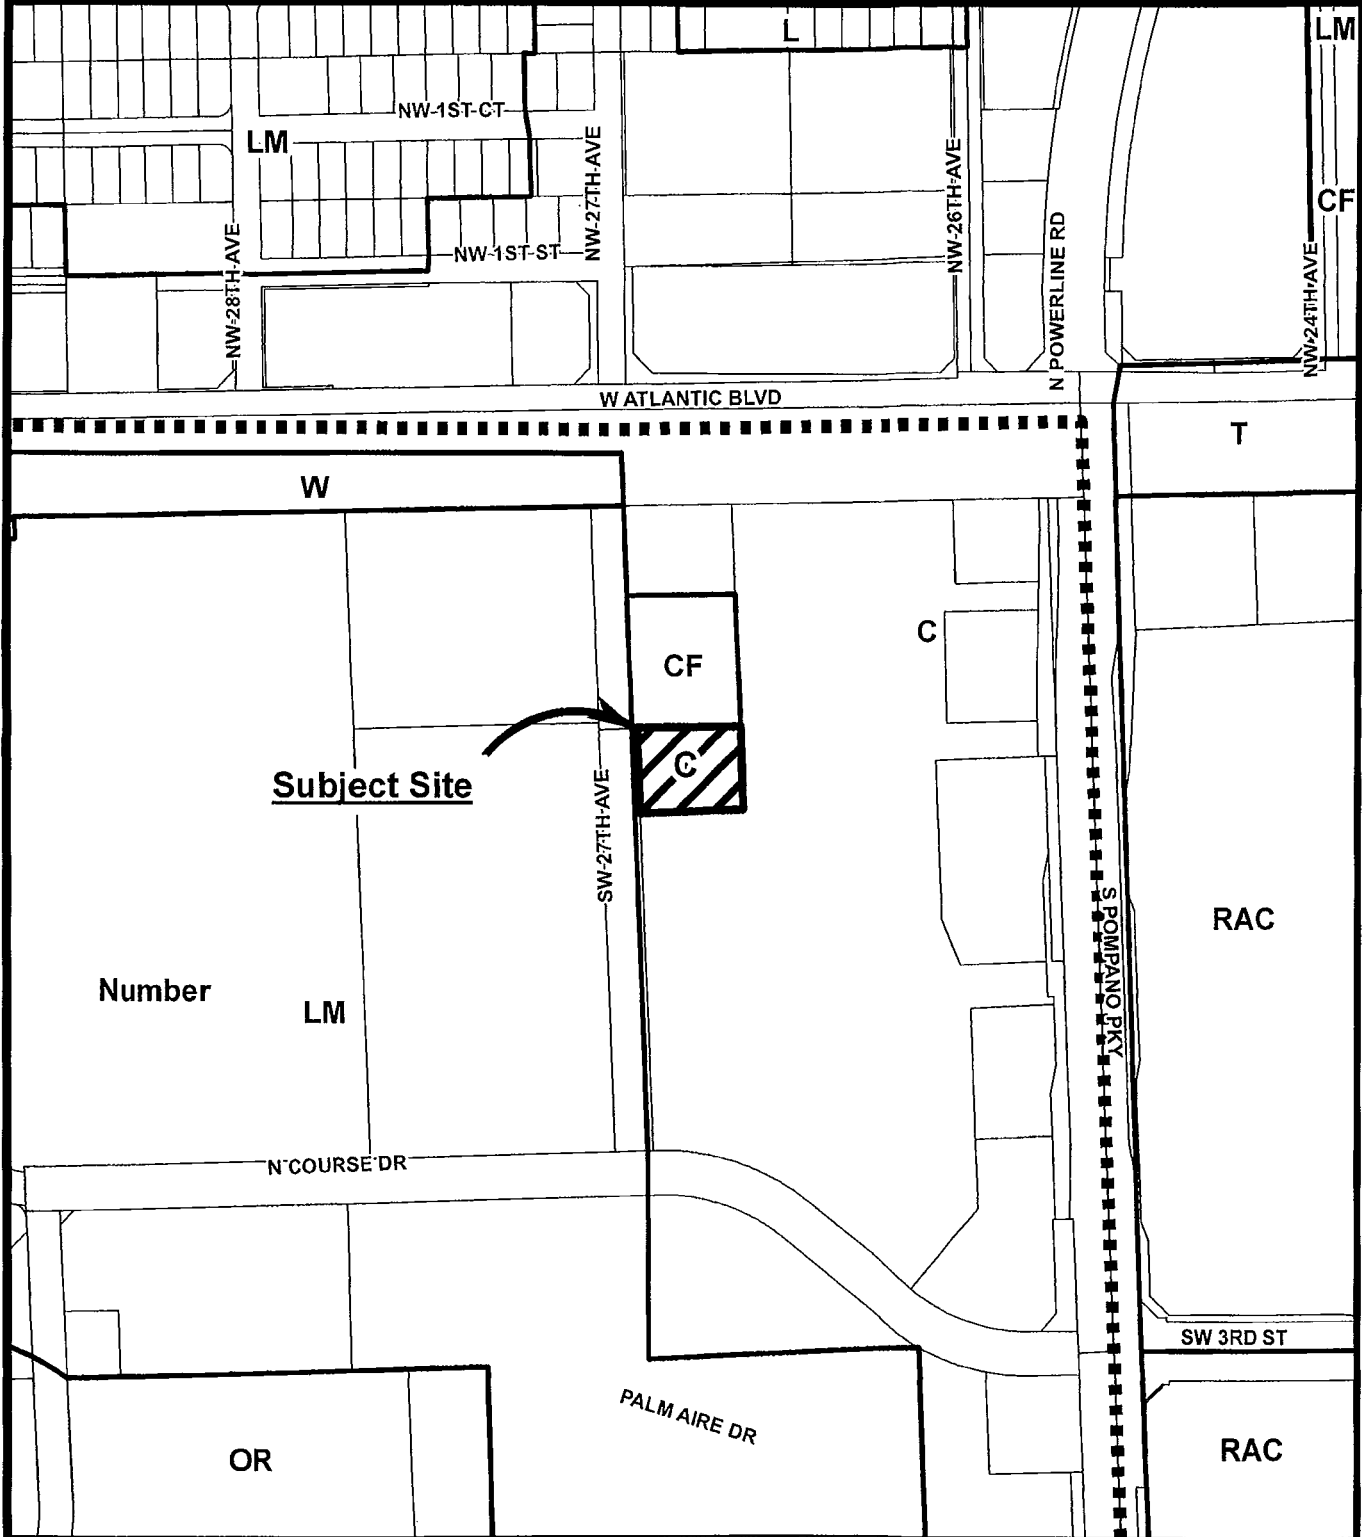 L
LM
NW 1ST CT
LM
NW 27TH AVE
NW 26TH AVE
CF
NW 1ST ST
NW 28TH AVE
N POWERLINE RD
NW 24TH AVE
W ATLANTIC BLVD
T
W
C
CF
C
Subject Site
SW 27TH AVE
S POMPANO PKY
RAC
Number
LM
N COURSE DR
SW 3RD ST
PALM AIRE DR
OR
RAC